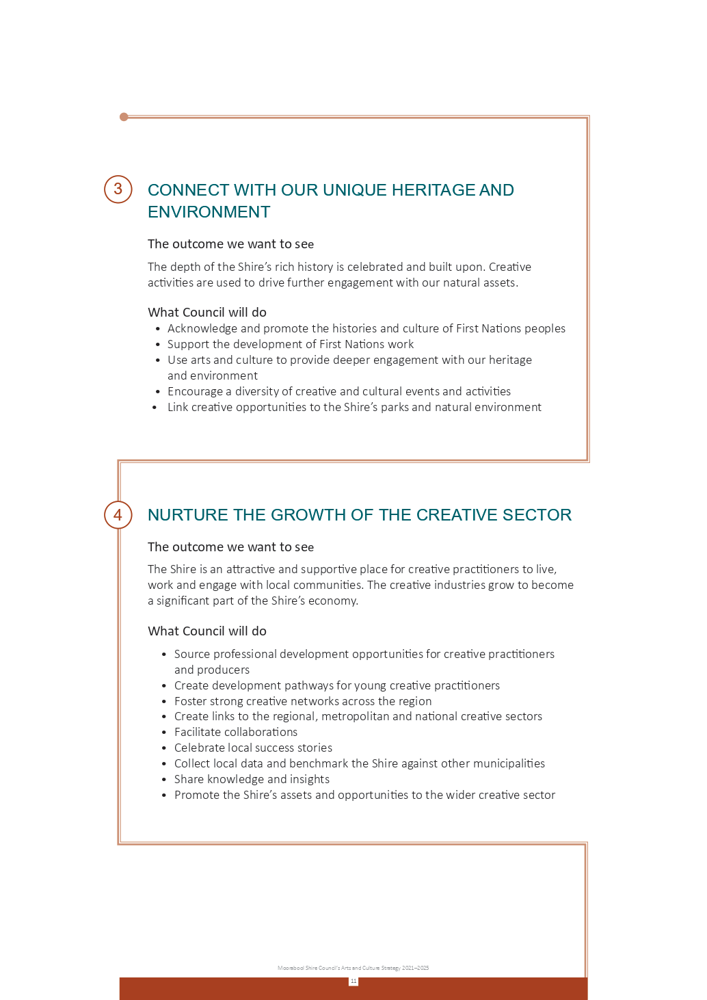 3
CONNECT WITH OUR UNIQUE HERITAGE AND
ENVIRONMENT
The outcome we want to see
The depth of the Shire’s rich history is celebrated and built upon. Creative
activities are used to drive further engagement with our natural assets.
What Council will do
• Acknowledge and promote the histories and culture of First Nations peoples
• Support the development of First Nations work
• Use arts and culture to provide deeper engagement with our heritage
and environment
• Encourage a diversity of creative and cultural events and activities
• Link creative opportunities to the Shire’s parks and natural environment
4
NURTURE THE GROWTH OF THE CREATIVE SECTOR
The outcome we want to see
The Shire is an attractive and supportive place for creative practitioners to live,
work and engage with local communities. The creative industries grow to become
a significant part of the Shire’s economy.
What Council will do
• Source professional development opportunities for creative practitioners
and producers
• Create development pathways for young creative practitioners
• Foster strong creative networks across the region
• Create links to the regional, metropolitan and national creative sectors
• Facilitate collaborations
• Celebrate local success stories
• Collect local data and benchmark the Shire against other municipalities
• Share knowledge and insights
• Promote the Shire’s assets and opportunities to the wider creative sector
Moorabool Shire Council’s Arts and Culture Strategy 2021–2025
11